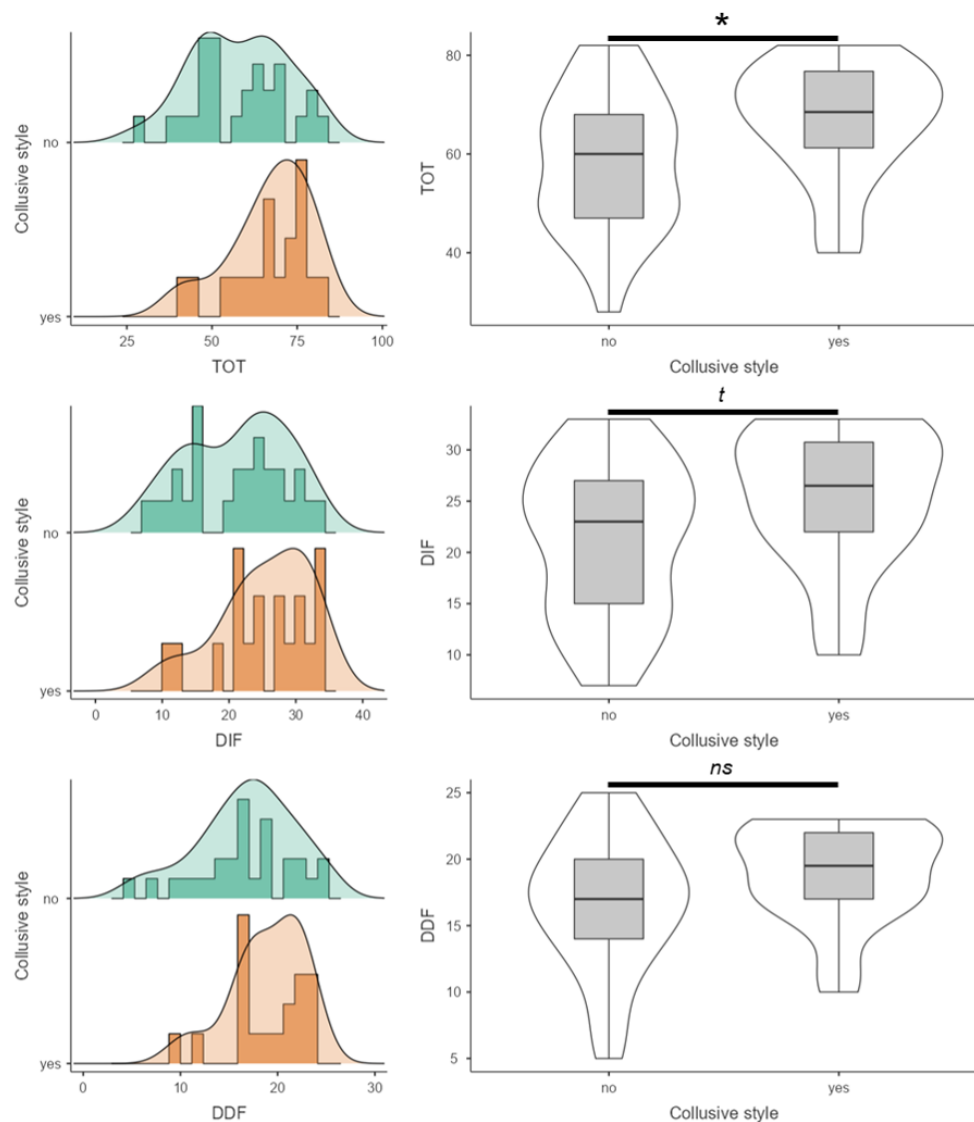 *
Collusive style
no
yes
25
50
75
100
TOT
TOT
80
60
40
no
yes
Collusive style
t
Collusive style
no
yes
0
10
20
30
40
DIF
DIF
30
25
20
15
10
no
yes
Collusive style
ns
Collusive style
no
yes
0
10
20
30
DDF
DDF
25
20
15
10
5
no
yes
Collusive style